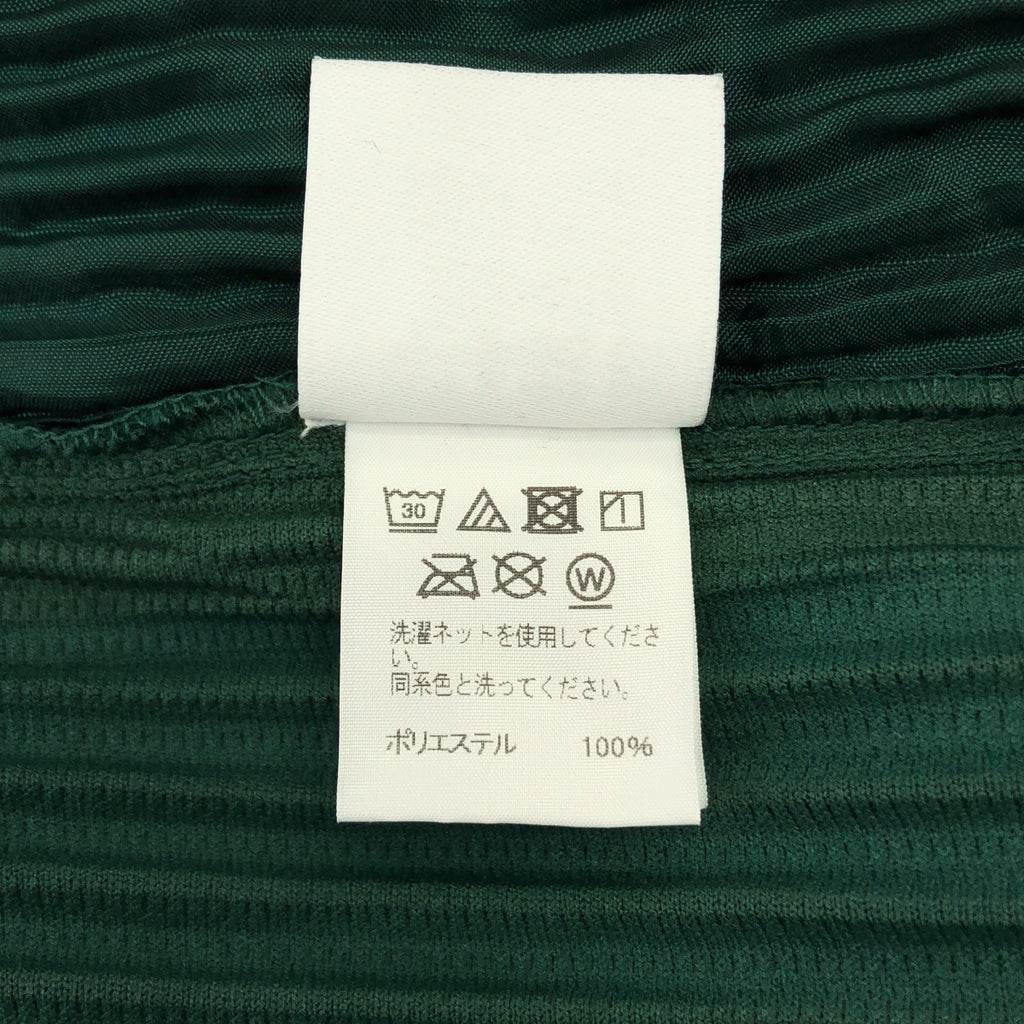 30
W
洗濯ネットを使用してくださ
い。
同系色と洗ってください。
ポリエステル 100%